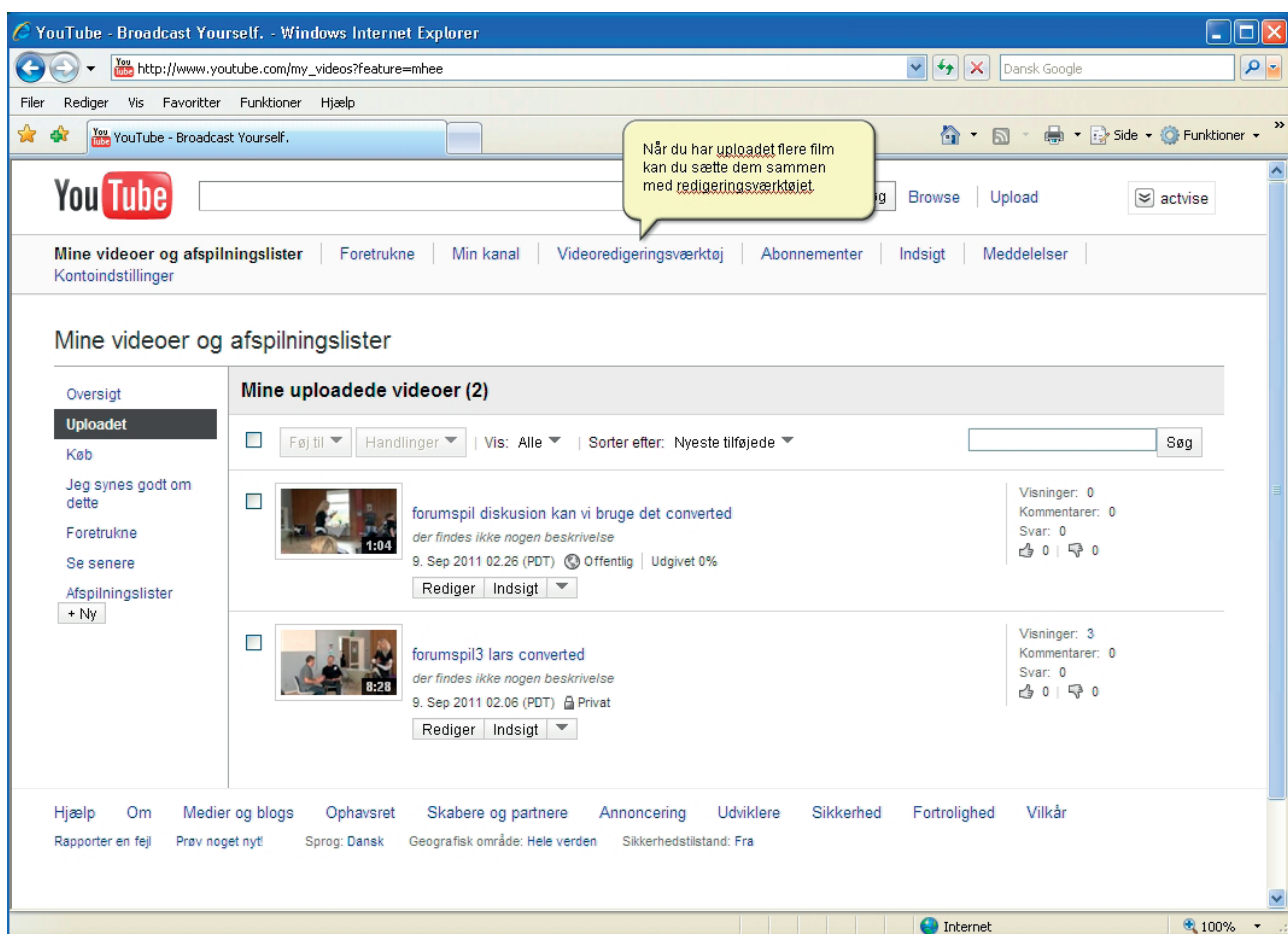 YouTube - Broadcast Yourself. - Windows Internet Explorer
http://www.youtube.com/my_videos?feature=mhee
Dansk Google
Filer Rediger Vis Favoritter Funktioner Hjælp
YouTube - Broadcast Yourself.
Side Funktioner
Når du har uploadet flere film
kan du sætte dem sammen
med redigeringsværktøjet.
YouTube
Browse Upload actvise
Mine videoer og afspilningslister Foretrukne Min kanal Videoredigeringsværktøj Abonnementer Indsigt Meddelelser
Kontoindstillinger
Mine videoer og afspilningslister
Oversigt
Uploadet
Køb
Jeg synes godt om
dette
Foretrukne
Se senere
Afspilningslister
+ Ny
Mine uploadede videoer (2)
Føj til Handlinger Vis: Alle Sorter efter: Nyeste tilføjede Søg
1:04
forumspil diskusion kan vi bruge det converted
der findes ikke nogen beskrivelse
9. Sep 2011 02.26 (PDT) Offentlig Udgivet 0%
Rediger Indsigt
Visninger: 0
Kommentarer: 0
Svar: 0
0 0
8:28
forumspil3 lars converted
der findes ikke nogen beskrivelse
9. Sep 2011 02.06 (PDT) Privat
Rediger Indsigt
Visninger: 3
Kommentarer: 0
Svar: 0
0 0
Hjælp Om Medier og blogs Ophavsret Skabere og partnere Annoncering Udviklere Sikkerhed Fortrolighed Vilkår
Rapporter en fejl Prøv noget nyt! Sprog: Dansk Geografisk område: Hele verden Sikkerhedstilstand: Fra
Internet 100%